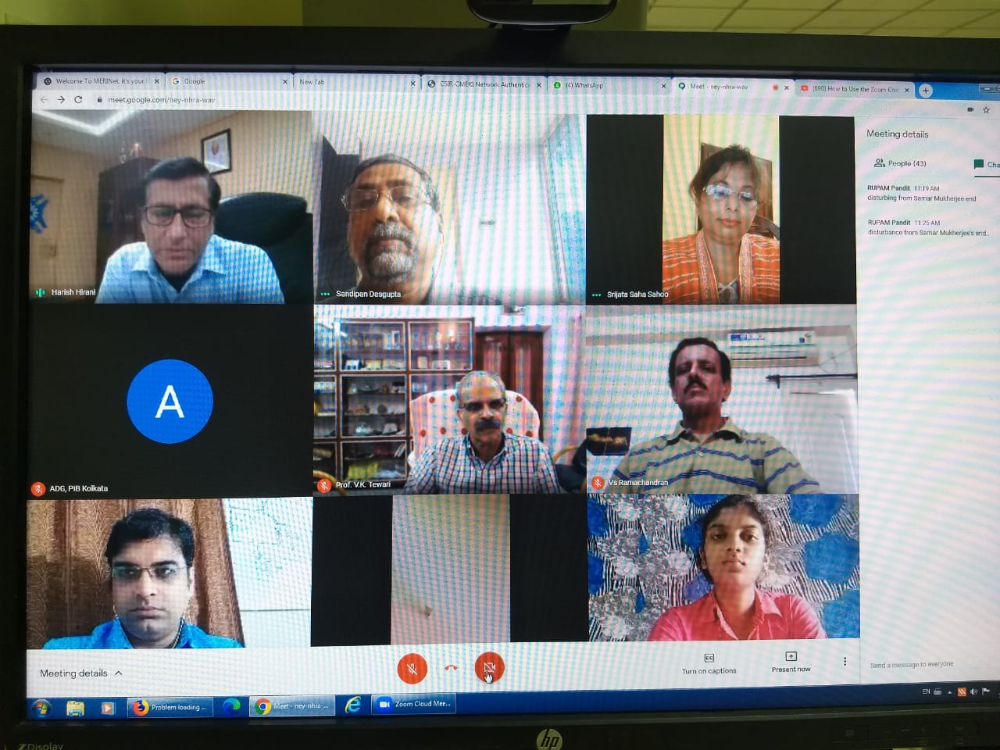 Welcome To MERINet, it's your
Google
New Tab
CSIR-CMERI Network Authentic
(4) WhatsApp
Meet - ney-nhra-wav
(690) How to Use the Zoom Ch
meet.google.com/ney-nhra-wav
Meeting details
People (43)
Cha
RUPAM Pandit 11:19 AM
disturbing from Samar Mukherjee end
RUPAM Pandit 11:25 AM
disturbance from Samar Mukherjee's end..
Harish Hirani
Sandipan Dasgupta
Srijata Saha Sahoo
A
ADG, PIB Kolkata
Prof. V.K. Tewari
Vs Ramachandran
Meeting details
CC
Turn on captions
Present now
Send a message to everyone
Problem loading ...
Meet - ney-nhra-...
Zoom Cloud Mee...
EN
ZDisplay
hp